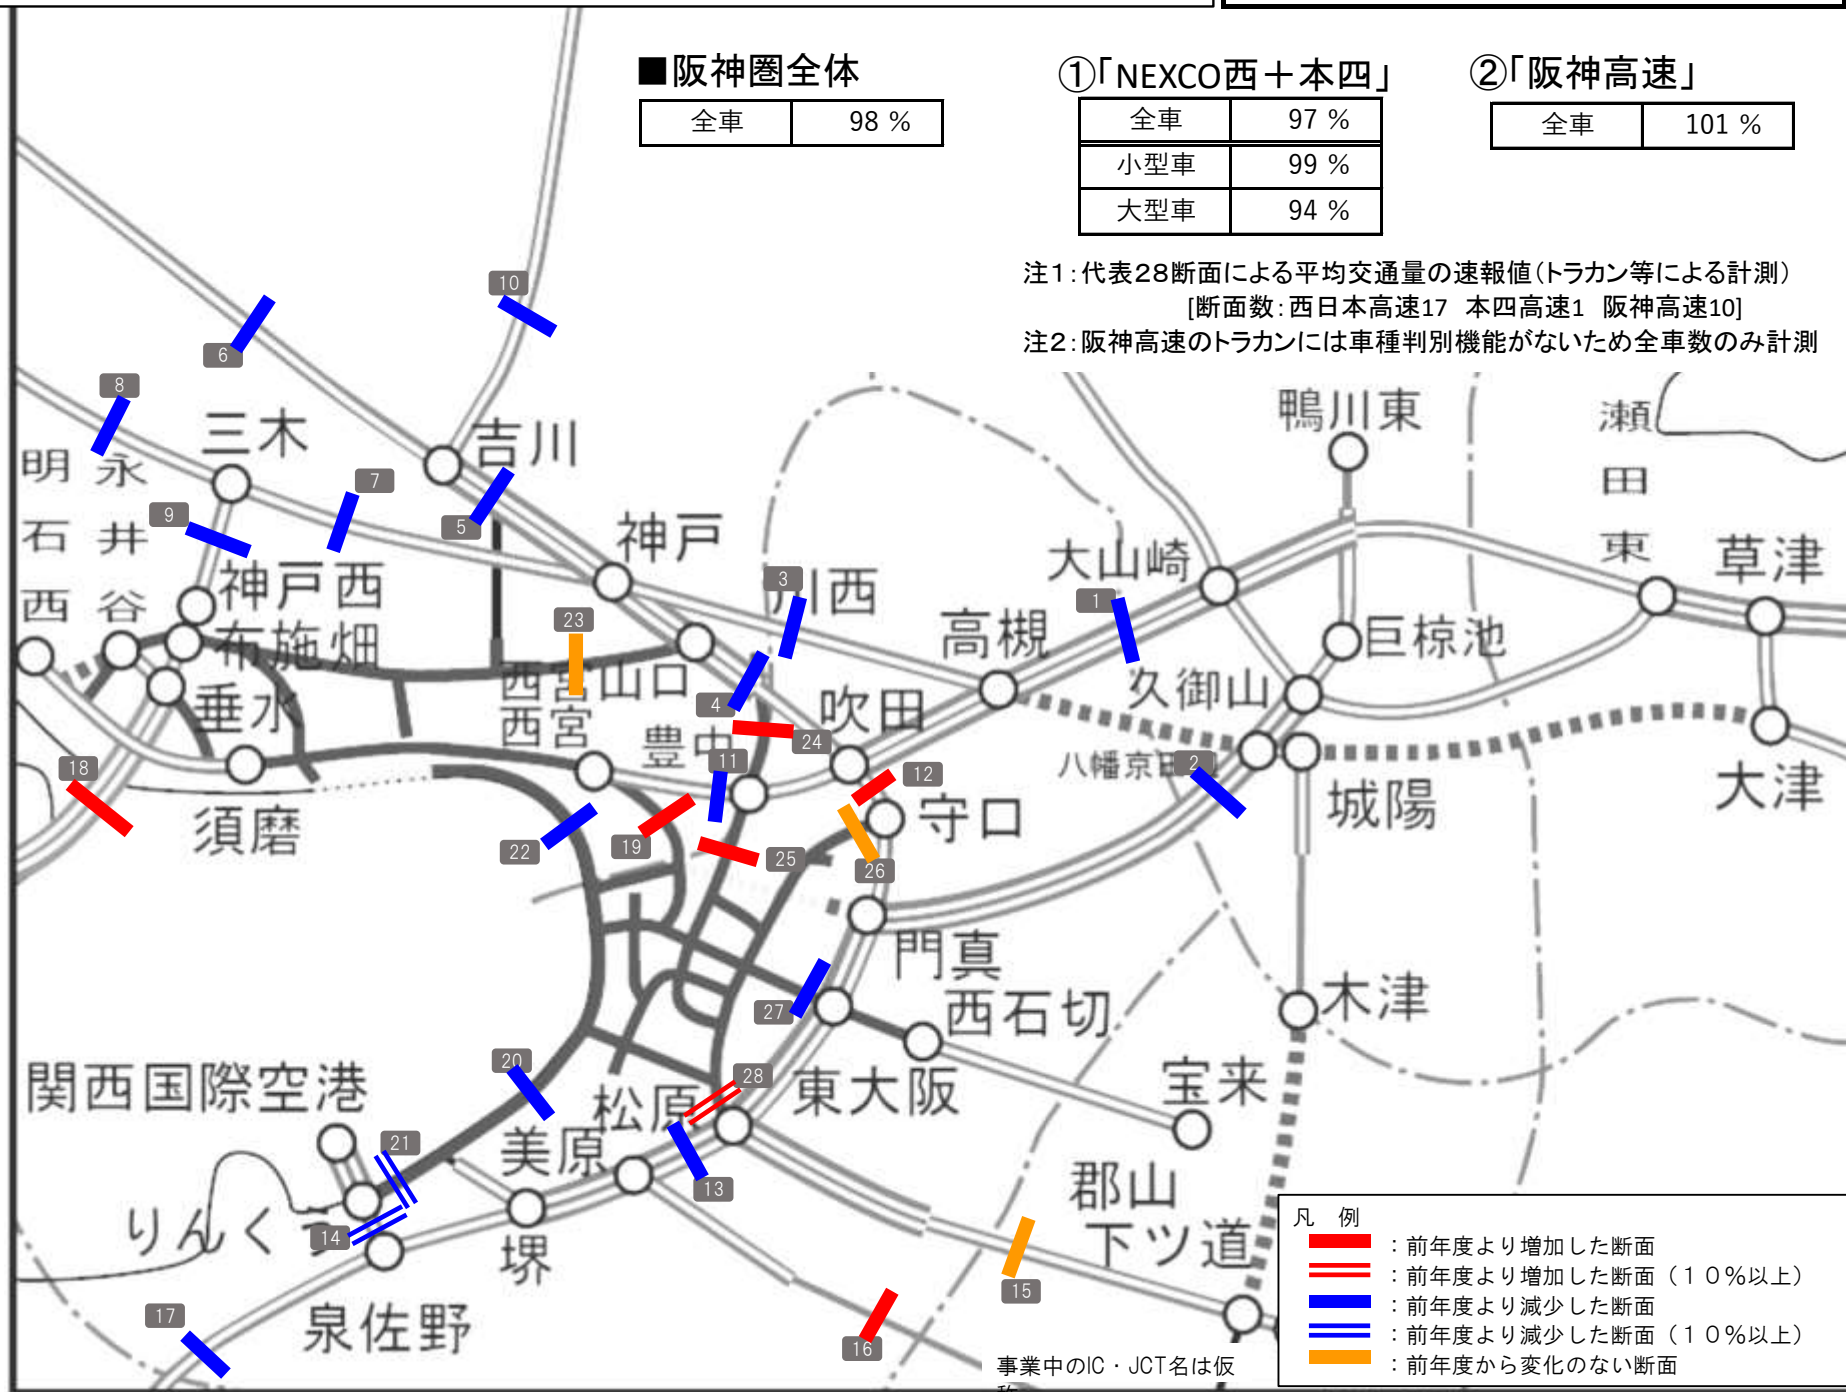 ■阪神圏全体
全車 98 %
①「NEXCO西＋本四」
全車 97 %
小型車 99 %
大型車 94 %
②「阪神高速」
全車 101 %
注1：代表28断面による平均交通量の速報値（トラカン等による計測）
[断面数：西日本高速17 本四高速1 阪神高速10]
注2：阪神高速のトラカンには車種判別機能がないため全車数のみ計測
10
6
8
三木
吉川
鴨川東
瀬田東
明石西
永井谷
7
9
5
神戸
神戸西
布施畑
23
3
川西
大山崎
1
草津
高槻
巨椋池
西宮山口
西宮
4
吹田
久御山
垂水
豊中
24
11
12
八幡京田
2
18
須磨
守口
城陽
大津
22
19
25
26
門真
27
西石切
木津
関西国際空港
20
松原
28
東大阪
宝来
21
美原
13
郡山
下ツ道
りんくう
14
堺
15
17
泉佐野
16
事業中のIC・JCT名は仮
凡 例
：前年度より増加した断面
：前年度より増加した断面（１０％以上）
：前年度より減少した断面
：前年度より減少した断面（１０％以上）
：前年度から変化のない断面